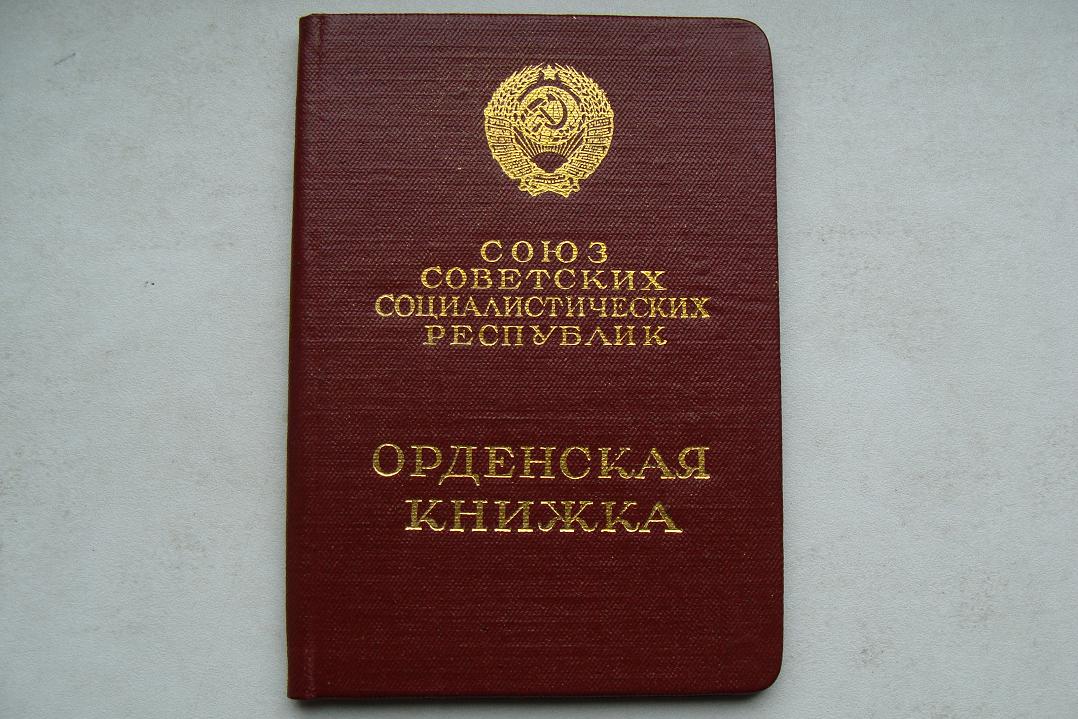 СОЮЗ
СОВЕТСКИХ
СОЦИАЛИСТИЧЕСКИХ
РЕСПУБЛИК
ОРДЕНСКАЯ
КНИЖКА